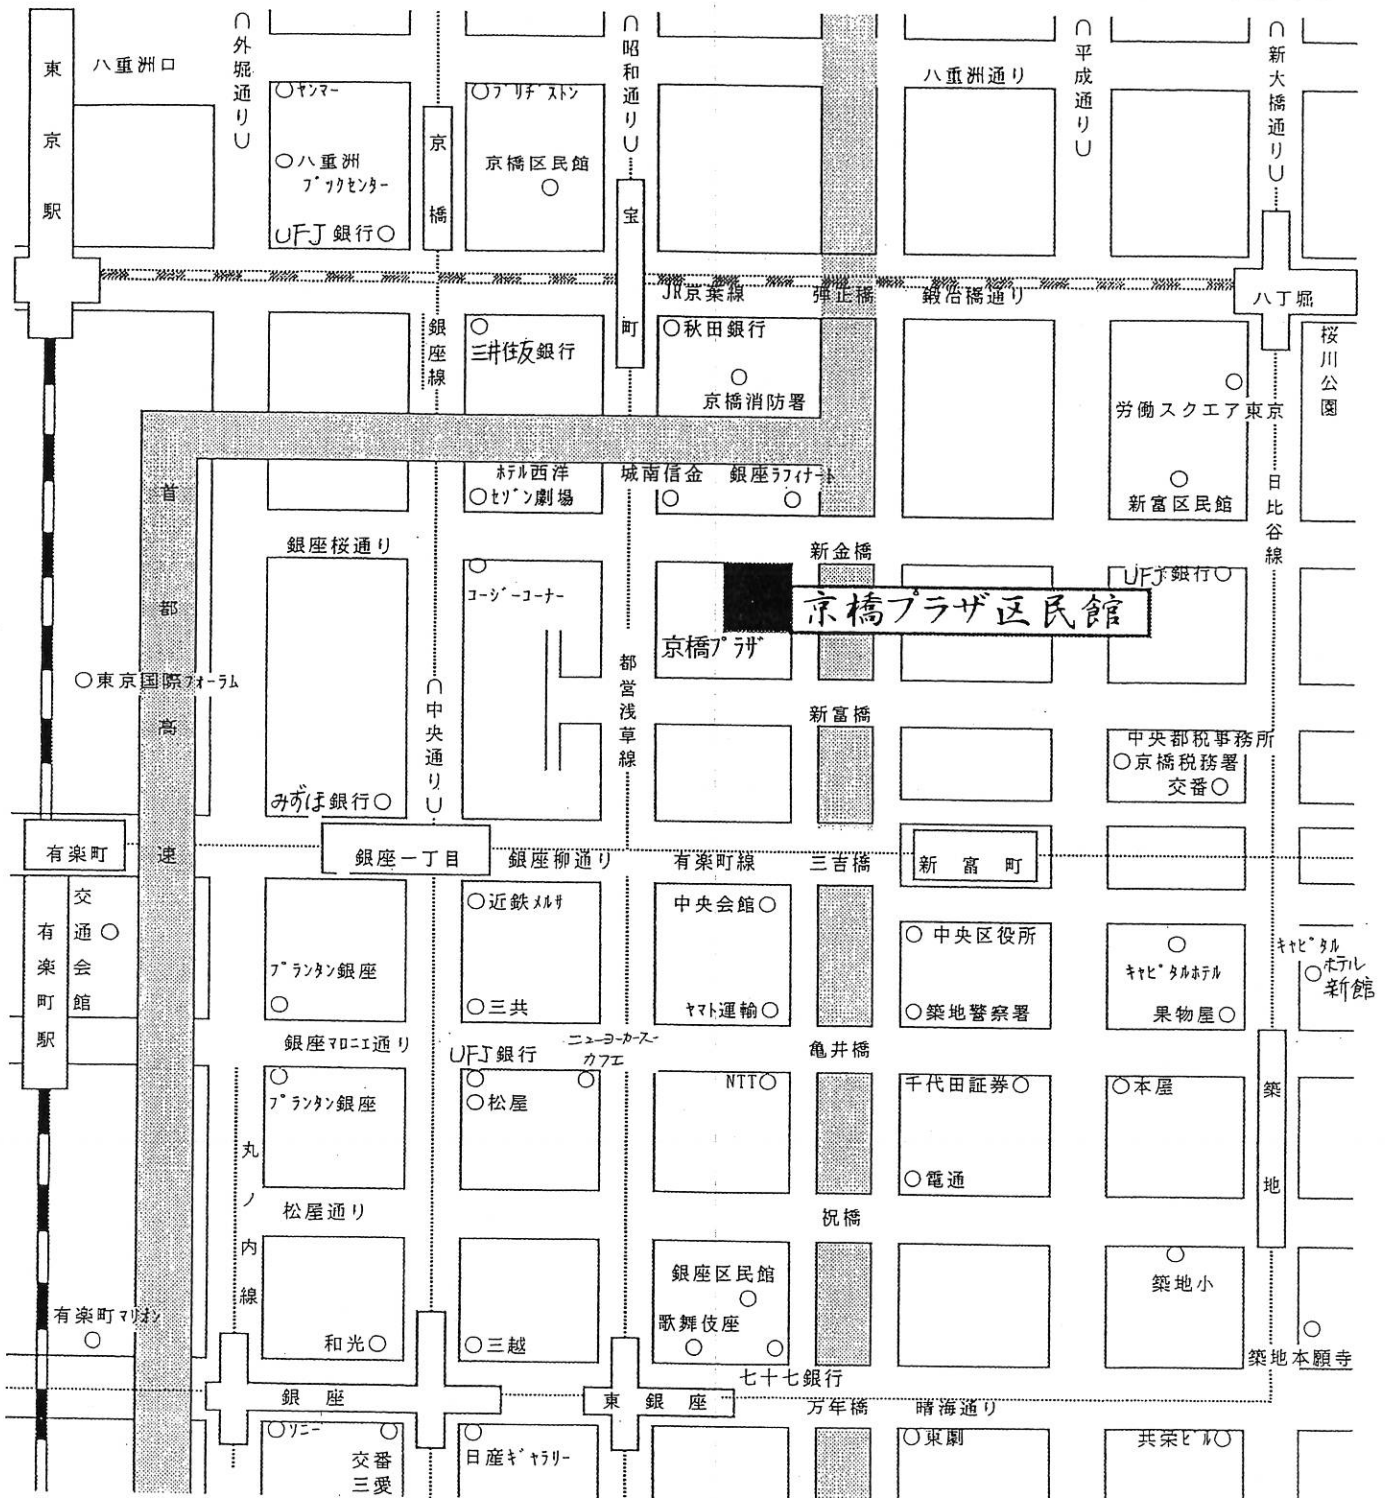 東京駅
八重洲口
外堀通り
ヤンマー
八重洲
ブックセンター
UFJ銀行
京橋
ブリヂストン
京橋区民館
昭和通り
宝町
八重洲通り
平成通り
新大橋通り
JR京葉線
弾正橋
鍛冶橋通り
八丁堀
銀座線
三井住友銀行
秋田銀行
京橋消防署
桜川公園
労働スクエア東京
新富区民館
日比谷線
首都高速
ホテル西洋
セゾン劇場
城南信金
銀座ラフィナート
銀座桜通り
コージーコーナー
新金橋
京橋プラザ区民館
京橋プラザ
UFJ銀行
都営浅草線
東京国際フォーラム
中央通り
新富橋
中央都税事務所
京橋税務署
交番
みずほ銀行
有楽町
銀座一丁目
銀座柳通り
有楽町線
三吉橋
新富町
交通会館
有楽町駅
プランタン銀座
近鉄メルサ
三共
中央会館
ヤマト運輸
中央区役所
築地警察署
キャピタルホテル
果物屋
キャピタル
ホテル
新館
銀座マロニエ通り
UFJ銀行
ニューヨーカーズ
カフェ
亀井橋
プランタン銀座
松屋
NTT
千代田証券
電通
本屋
築地
丸ノ内線
松屋通り
祝橋
銀座区民館
歌舞伎座
築地小
有楽町マリオン
和光
三越
七十七銀行
築地本願寺
銀座
東銀座
万年橋
晴海通り
ソニー
交番
三愛
日産ギャラリー
東劇
共栄ビル